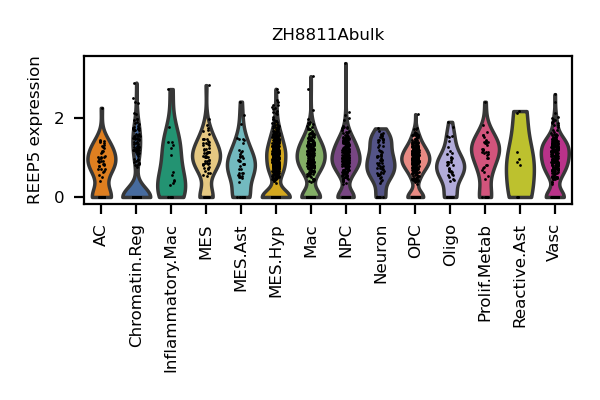 ZH8811Abulk
REEP5 expression
2
0
AC
Chromatin.Reg
Inflammatory.Mac
MES
MES.Ast
MES.Hyp
Mac
NPC
Neuron
OPC
Oligo
Prolif.Metab
Reactive.Ast
Vasc